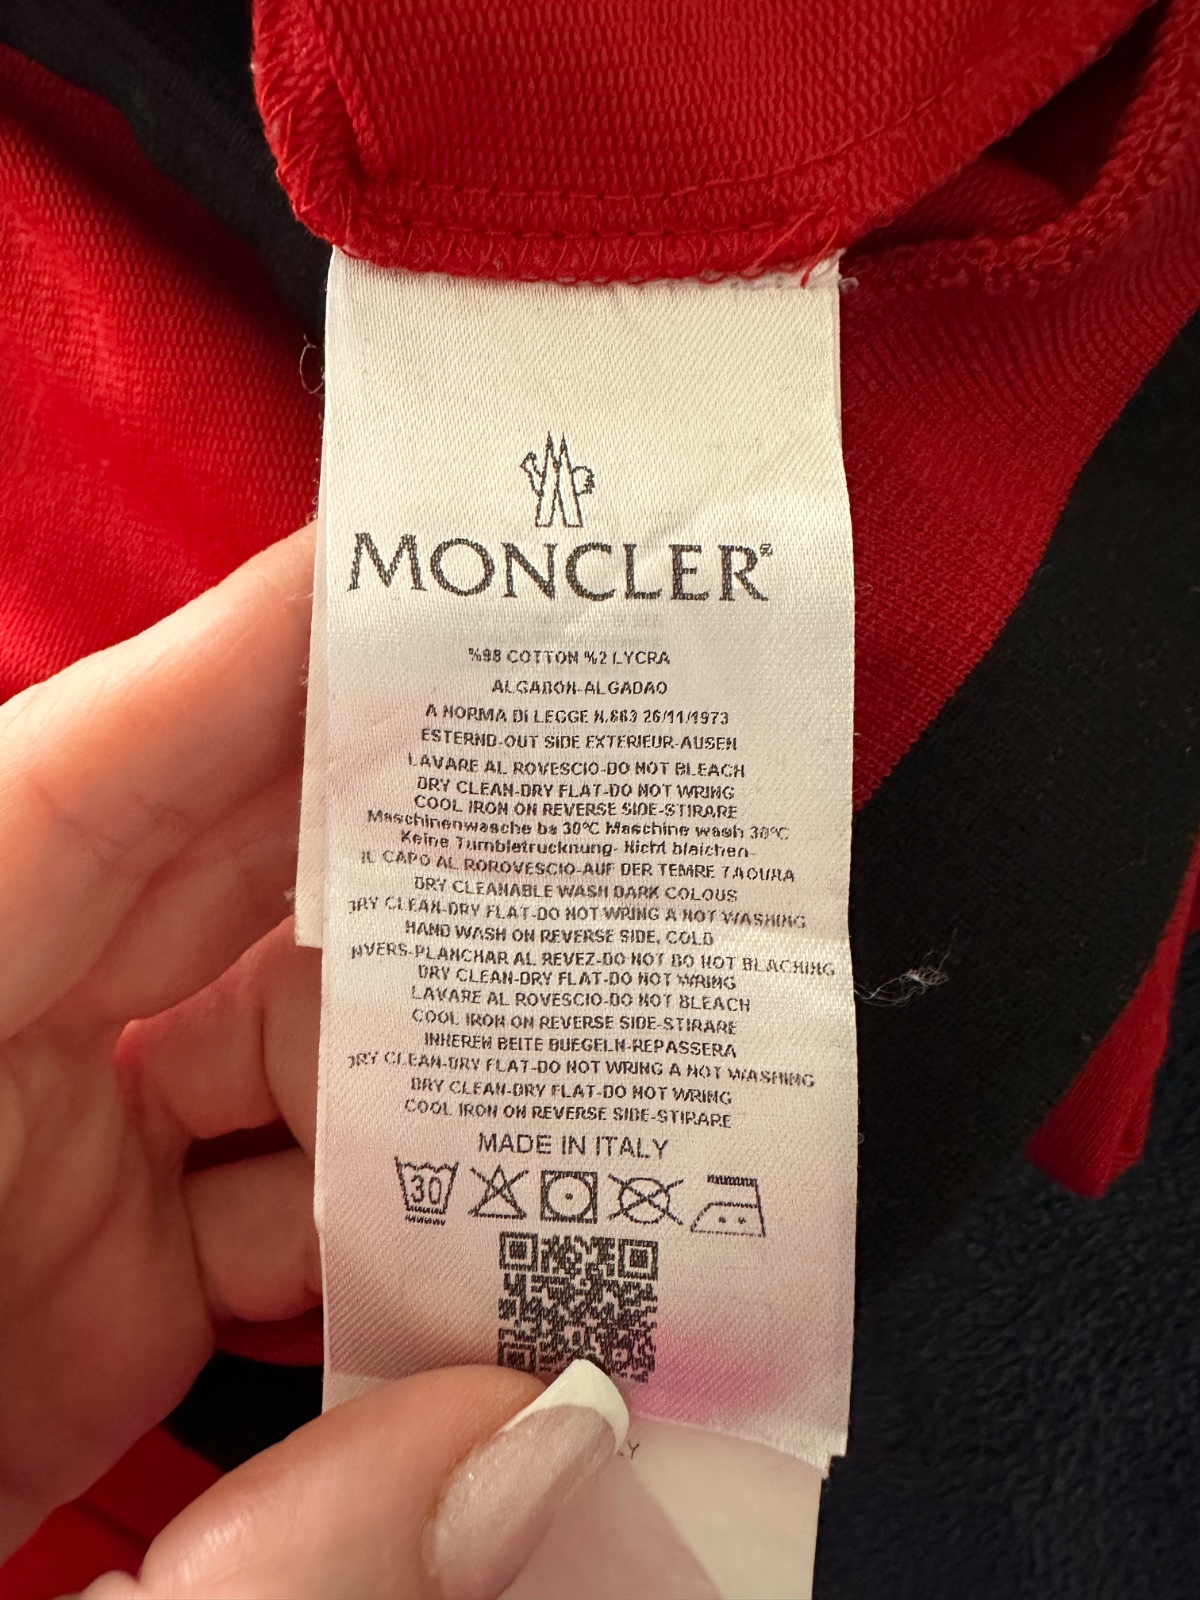 MONCLER
%98 COTTON %2 LYCRA
ALGABON-ALGADAO
A NORMA DI LEGGE N.863 26/11/1973
ESTERNO-OUT SIDE EXTERIEUR-AUSEN
LAVARE AL ROVESCIO-DO NOT BLEACH
DRY CLEAN-DRY FLAT-DO NOT WRING
COOL IRON ON REVERSE SIDE-STIRARE
Maschinenwasche ba 30°C Maschine wash 30°C
Keine Tumbletrucknung- Nicht blaichen-
IL CAPO AL ROROVESCIO-AUF DER TEMRE TAOURA
DRY CLEANABLE WASH DARK COLOUS
DRY CLEAN-DRY FLAT-DO NOT WRING A NOT WASHING
HAND WASH ON REVERSE SIDE, COLD
NVERS-PLANCHAR AL REVEZ-DO NOT DO NOT BLACHING
DRY CLEAN-DRY FLAT-DO NOT WRING
LAVARE AL ROVESCIO-DO NOT BLEACH
COOL IRON ON REVERSE SIDE-STIRARE
INHEREN BEITE BUEGELN-REPASSERA
DRY CLEAN-DRY FLAT-DO NOT WRING A NOT WASHING
DRY CLEAN-DRY FLAT-DO NOT WRING
COOL IRON ON REVERSE SIDE-STIRARE
MADE IN ITALY
30